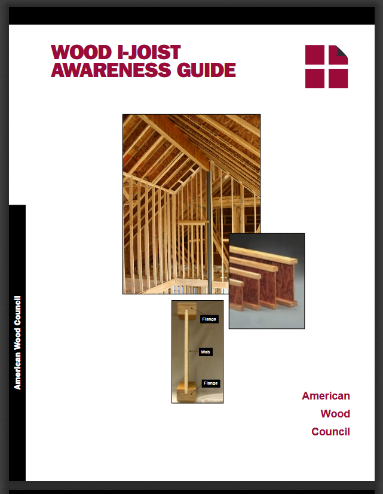 WOOD I-JOIST
AWARENESS GUIDE
American Wood Council
Flange
Web
Flange
American
Wood
Council